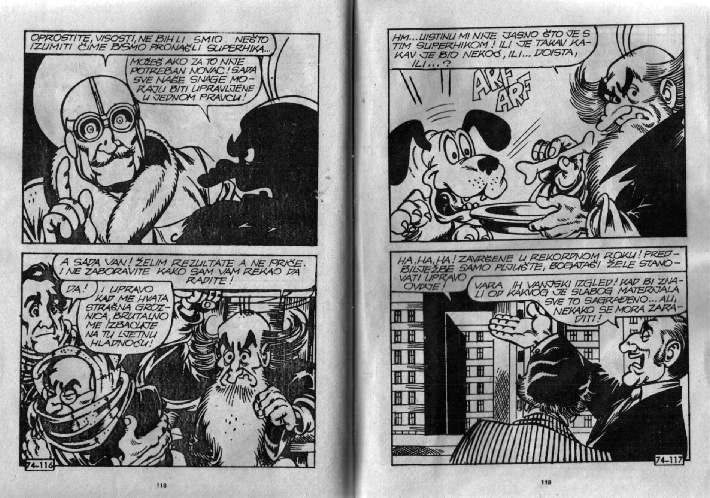 OPROSTITE, VISOSTI, NE BIH LI SMIO NEŠTO
IZUMITI ČIME BISMO PRONAŠLI SUPERHIKA...
MOŽEŠ AKO ZA TO NIJE
POTREBAN NOVAC! SADA
SVE NAŠE SNAGE MO-
RAJU BITI UPRAVLJENE
U JEDNOM PRAVCU!
A SADA VAN! ŽELIM REZULTATE A NE PRIČE.
I NE ZABORAVITE KAKO SAM VAM REKAO DA
RADITE!
DA!
I UPRAVO
KAD ME HVATA
STRAŠNA GROZ-
NICA, BRUTALNO
ME IZBACUJE
NA TU LJETNU
HLADNOĆU!
74-116
118
HM... UISTINU MI NIJE JASNO ŠTO JE S
TIM SUPERHIKOM! ILI JE TAKAV KA-
KAV JE BIO NEKOĆ, ILI... DOISTA,
ILI...?
ARF
ARF
HA, HA, HA! ZAVRŠENE U REKORDNOM ROKU! PRED-
BILJEŽBE SAMO PLJUŠTE, BOGATAŠI ŽELE STANO-
VATI UPRAVO
OVDJE!
VARA IH VANJSKI IZGLED! KAD BI ZNA-
LI OD KAKVOG JE SLABOG MATERIJALA
SVE TO SAGRAĐENO... ALI,
NEKAKO SE MORA ZARA-
DITI!
74-117
119